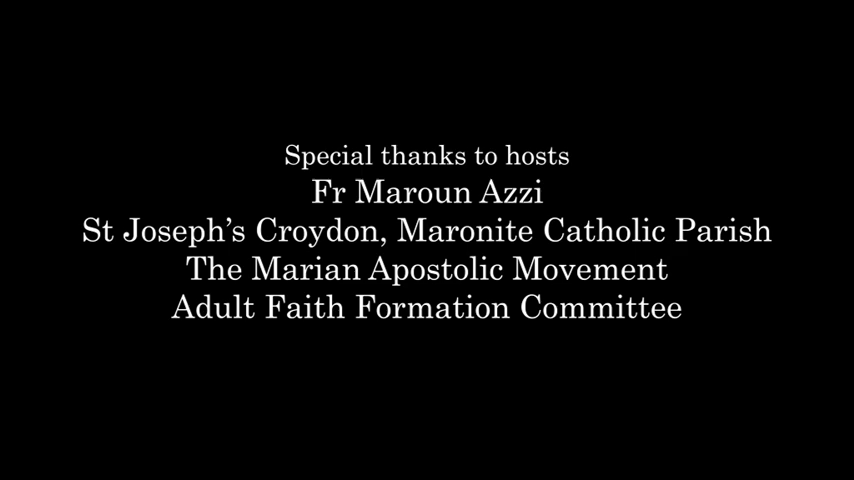 Special thanks to hosts
Fr Maroun Azzi
St Joseph’s Croydon, Maronite Catholic Parish
The Marian Apostolic Movement
Adult Faith Formation Committee